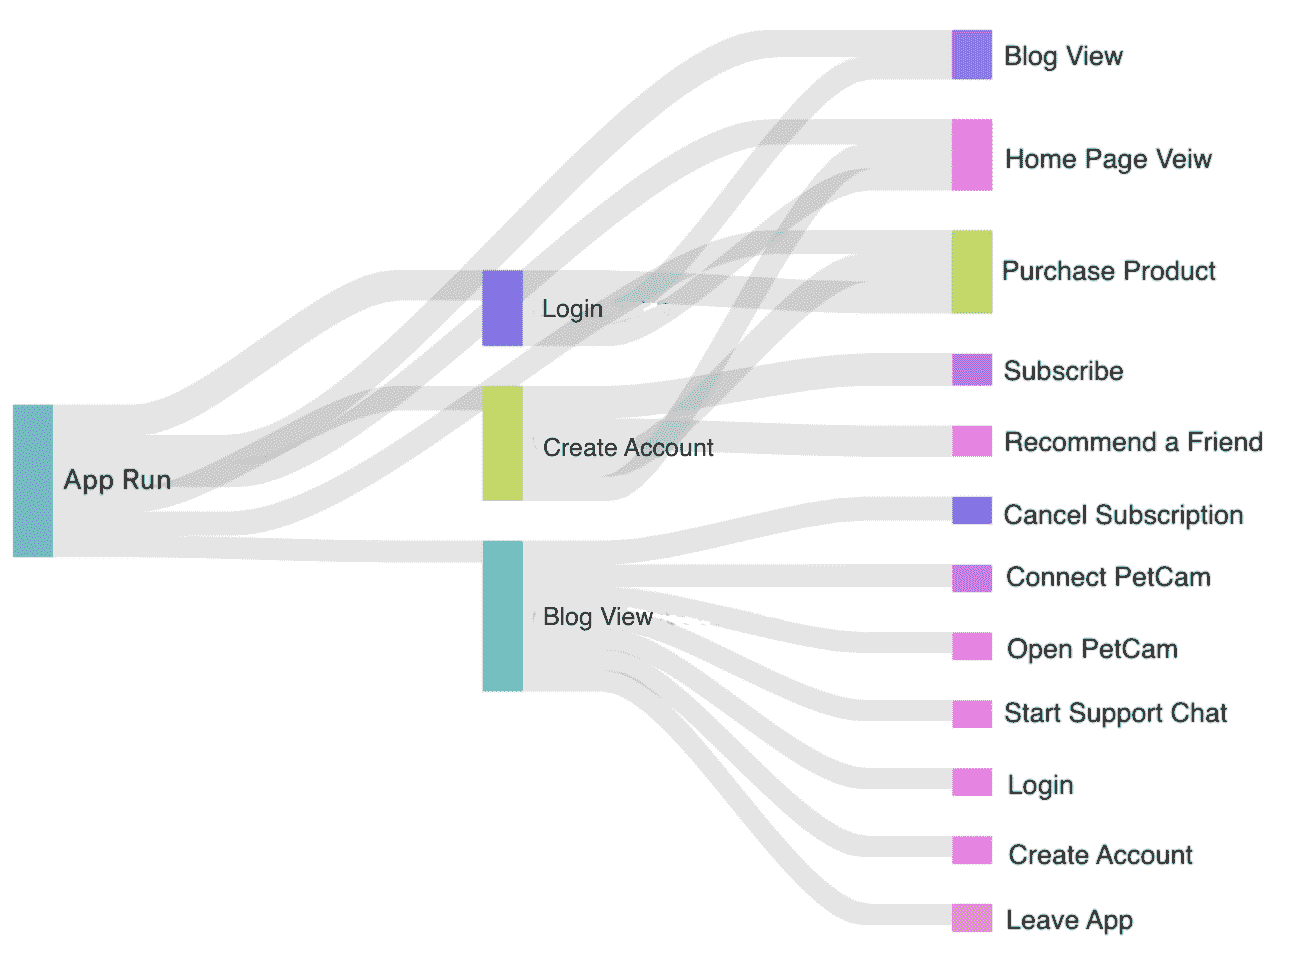 App Run
Login
Create Account
Blog View
Blog View
Home Page Veiw
Purchase Product
Subscribe
Recommend a Friend
Cancel Subscription
Connect PetCam
Open PetCam
Start Support Chat
Login
Create Account
Leave App